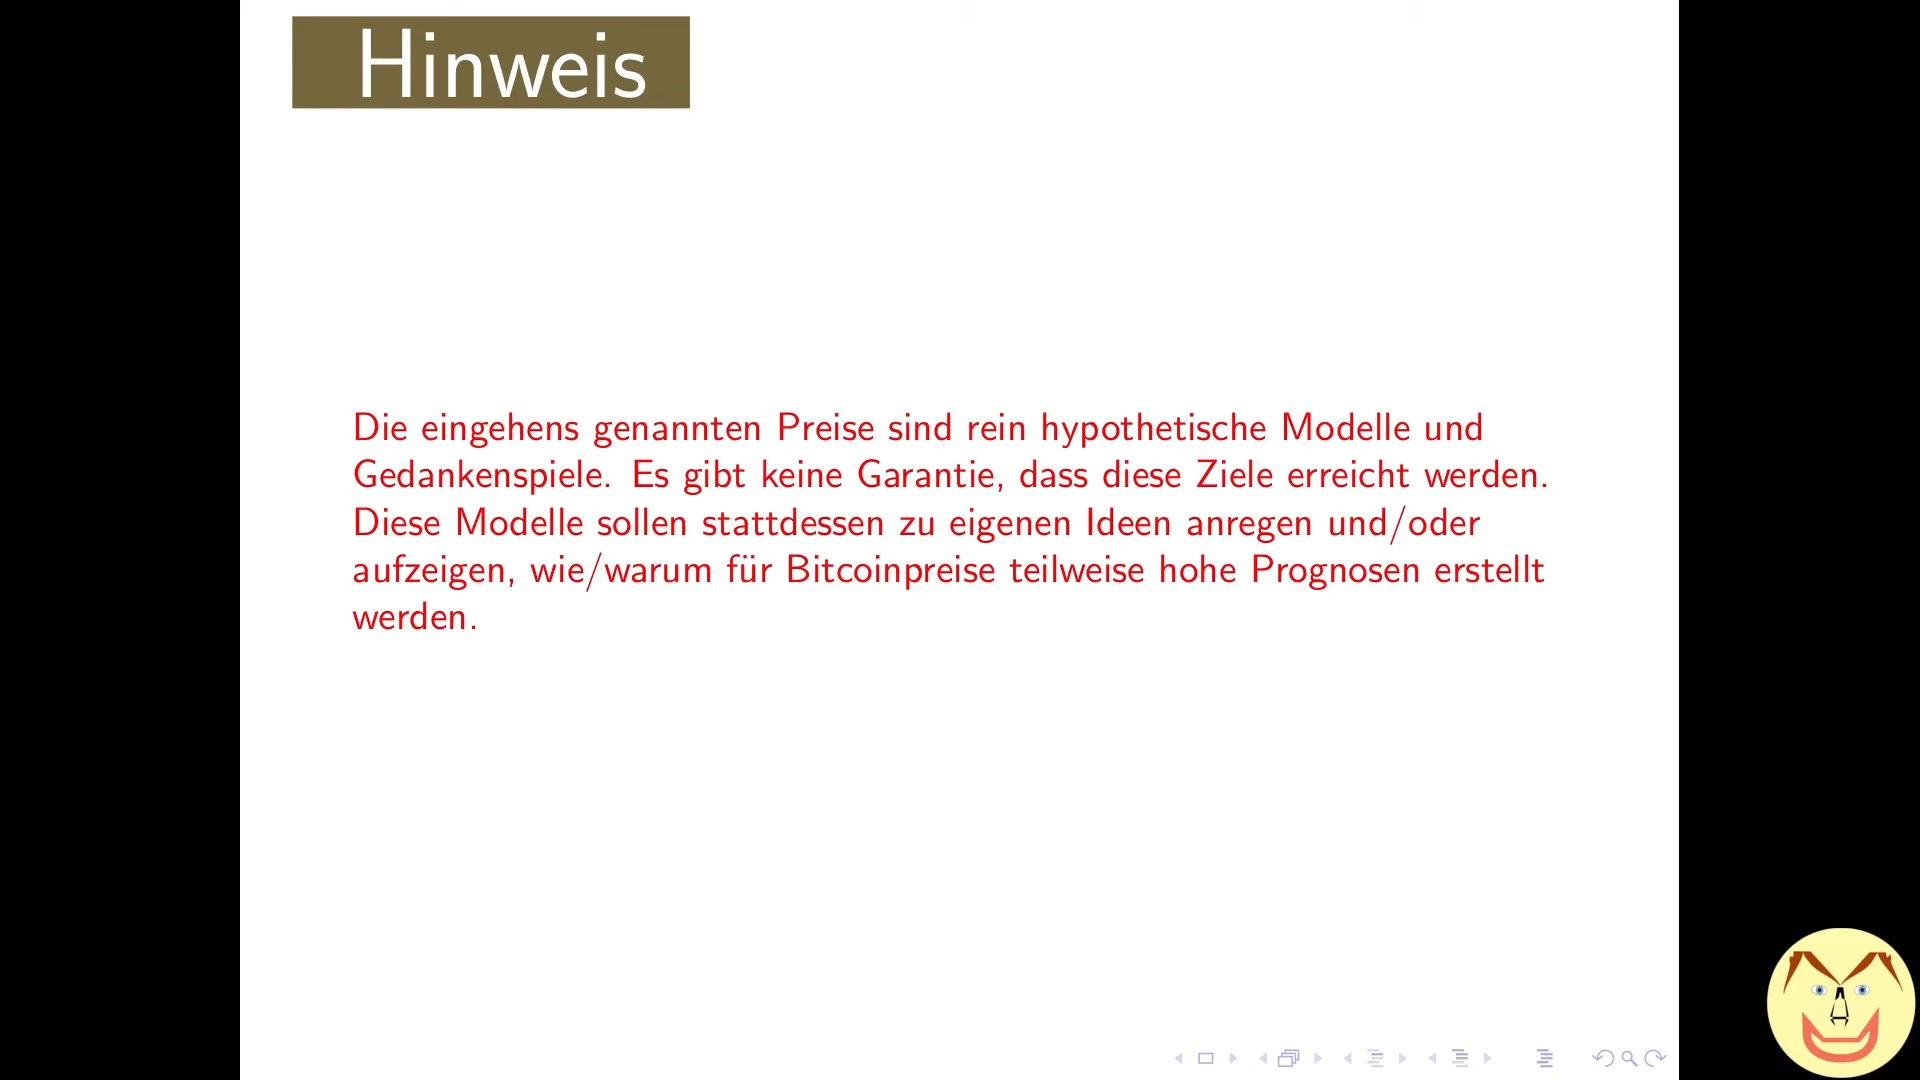 Hinweis
Die eingehens genannten Preise sind rein hypothetische Modelle und
Gedankenspiele. Es gibt keine Garantie, dass diese Ziele erreicht werden.
Diese Modelle sollen stattdessen zu eigenen Ideen anregen und/oder
aufzeigen, wie/warum für Bitcoinpreise teilweise hohe Prognosen erstellt
werden.